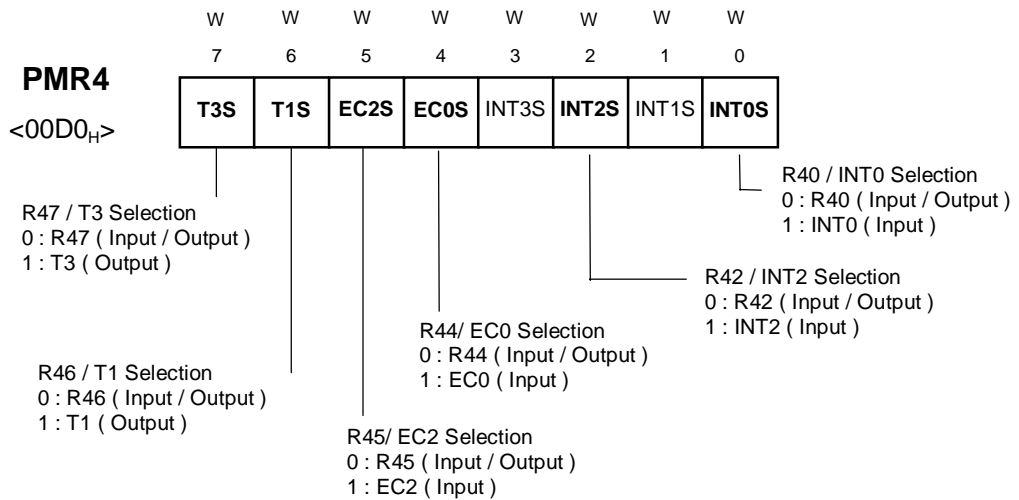 W W W W W W W W
7 6 5 4 3 2 1 0
PMR4
<00D0H>
T3S T1S EC2S EC0S INT3S INT2S INT1S INT0S
R40 / INT0 Selection
0 : R40 ( Input / Output )
1 : INT0 ( Input )
R47 / T3 Selection
0 : R47 ( Input / Output )
1 : T3 ( Output )
R42 / INT2 Selection
0 : R42 ( Input / Output )
1 : INT2 ( Input )
R44/ EC0 Selection
0 : R44 ( Input / Output )
1 : EC0 ( Input )
R46 / T1 Selection
0 : R46 ( Input / Output )
1 : T1 ( Output )
R45/ EC2 Selection
0 : R45 ( Input / Output )
1 : EC2 ( Input )